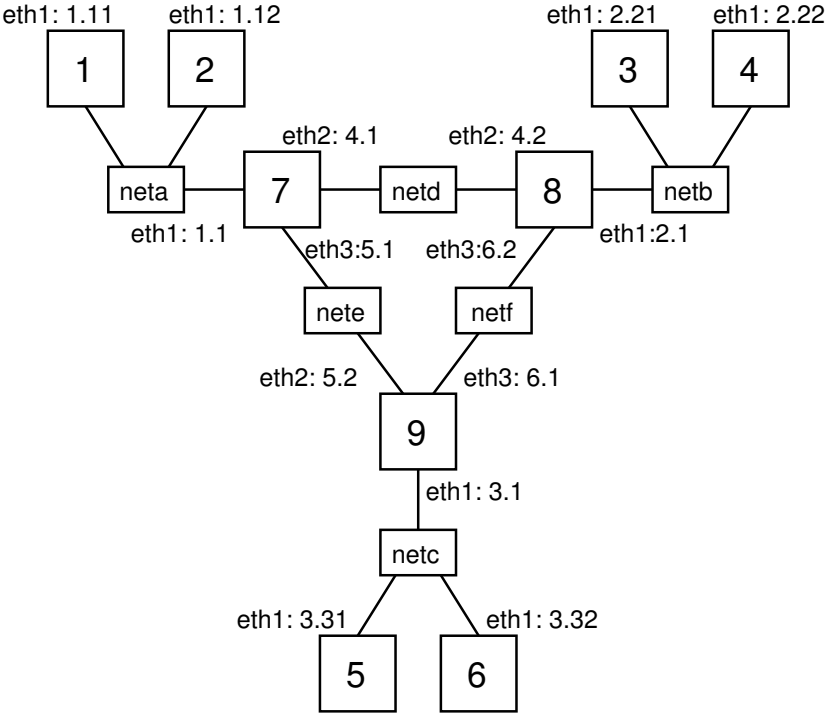 eth1: 1.11
eth1: 1.12
eth1: 2.21
eth1: 2.22
1
2
3
4
eth2: 4.1
eth2: 4.2
neta
7
netd
8
netb
eth1: 1.1
eth3:5.1
eth3:6.2
eth1:2.1
nete
netf
eth2: 5.2
eth3: 6.1
9
eth1: 3.1
netc
eth1: 3.31
eth1: 3.32
5
6